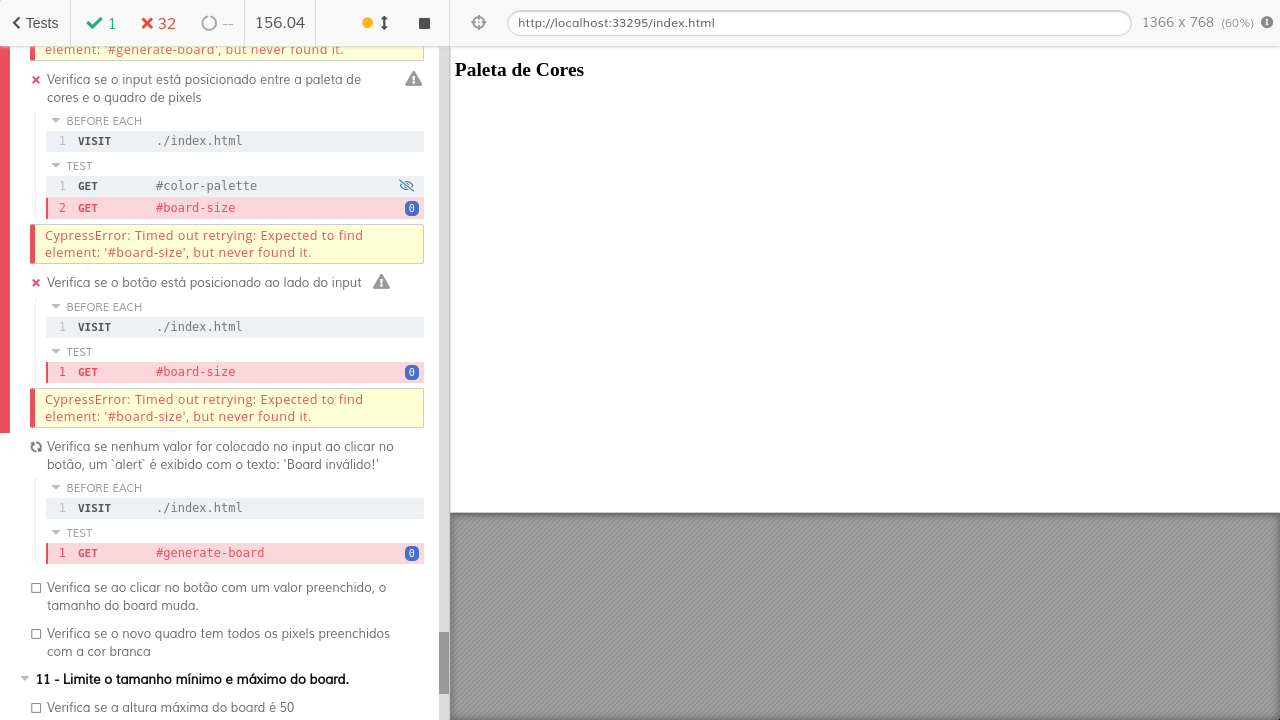 Tests 1 32 -- 156.04
http://localhost:33295/index.html 1366 x 768 (60%)
element: '#generate-board', but never found it.
Verifica se o input está posicionado entre a paleta de
cores e o quadro de pixels
BEFORE EACH
1 VISIT ./index.html
TEST
1 GET #color-palette
2 GET #board-size 0
CypressError: Timed out retrying: Expected to find
element: '#board-size', but never found it.
Verifica se o botão está posicionado ao lado do input
BEFORE EACH
1 VISIT ./index.html
TEST
1 GET #board-size 0
CypressError: Timed out retrying: Expected to find
element: '#board-size', but never found it.
Verifica se nenhum valor for colocado no input ao clicar no
botão, um `alert` é exibido com o texto: 'Board inválido!'
BEFORE EACH
1 VISIT ./index.html
TEST
1 GET #generate-board 0
Verifica se ao clicar no botão com um valor preenchido, o
tamanho do board muda.
Verifica se o novo quadro tem todos os pixels preenchidos
com a cor branca
11 - Limite o tamanho mínimo e máximo do board.
Verifica se a altura máxima do board é 50
Paleta de Cores